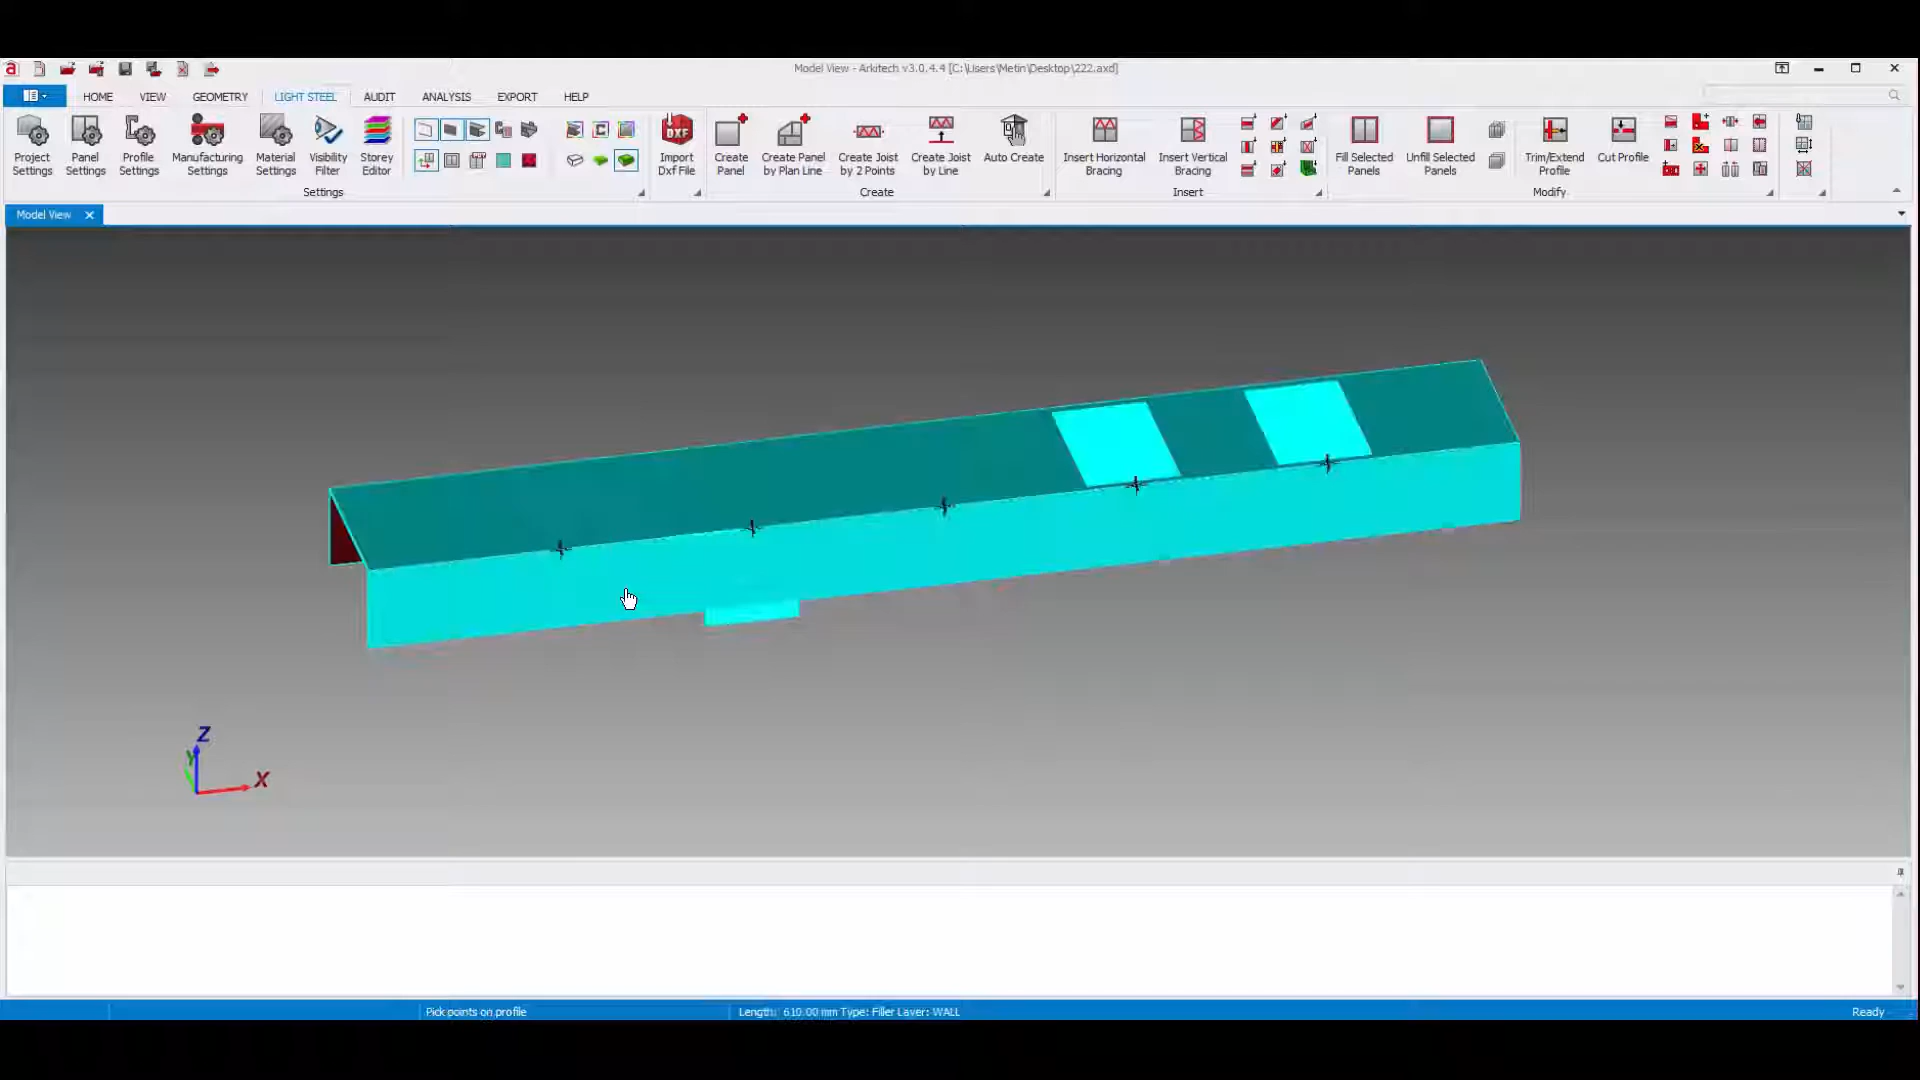 a
Model View - Arkitech v3.0.4.4 [C:\Users\Metin\Desktop\222.axd]
HOME VIEW GEOMETRY LIGHT STEEL AUDIT ANALYSIS EXPORT HELP
Project Settings
Panel Settings
Profile Settings
Manufacturing Settings
Material Settings
Visibility Filter
Storey Editor
DXF
Import Dxf File
Create Panel
Create Panel by Plan Line
Create Joist by 2 Points
Create Joist by Line
Auto Create
Insert Horizontal Bracing
Insert Vertical Bracing
Fill Selected Panels
Unfill Selected Panels
Trim/Extend Profile
Cut Profile
Settings Create Insert Modify
Model View
Z
Y
X
Pick points on profile Length: 610.00 mm Type: Filler Layer: WALL Ready